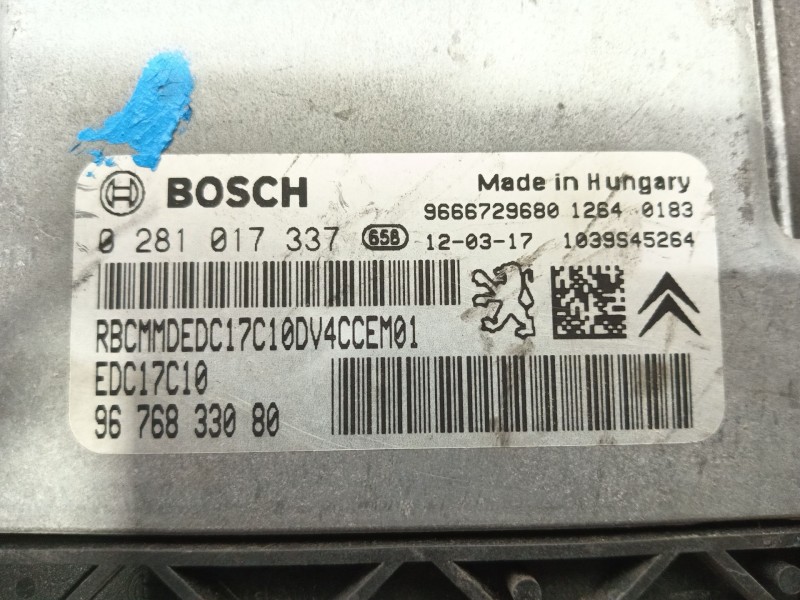 BOSCH
Made in Hungary
9666729680 1264 0183
0 281 017 337 656 12-03-17 1039S45264
RBCMMDEDC17C10DV4CCEM01
EDC17C10
96 768 330 80